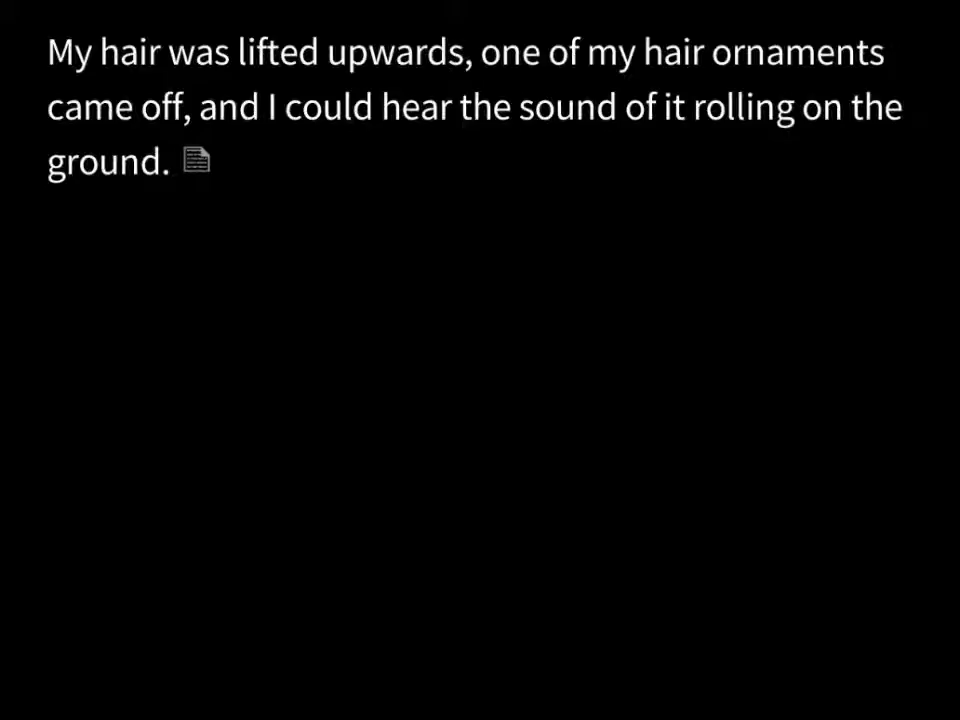 My hair was lifted upwards, one of my hair ornaments
came off, and I could hear the sound of it rolling on the
ground.